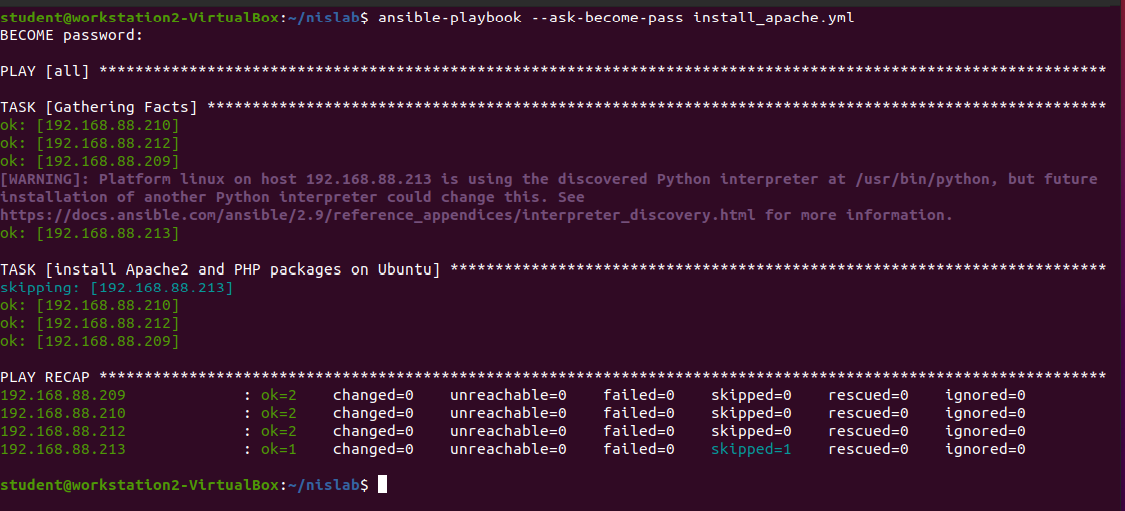 student@workstation2-VirtualBox:~/nislab$ ansible-playbook --ask-become-pass install_apache.yml
BECOME password:
PLAY [all] ****************************************************************************************************************
TASK [Gathering Facts] ****************************************************************************************************
ok: [192.168.88.210]
ok: [192.168.88.212]
ok: [192.168.88.209]
[WARNING]: Platform linux on host 192.168.88.213 is using the discovered Python interpreter at /usr/bin/python, but future
installation of another Python interpreter could change this. See
https://docs.ansible.com/ansible/2.9/reference_appendices/interpreter_discovery.html for more information.
ok: [192.168.88.213]
TASK [install Apache2 and PHP packages on Ubuntu] *************************************************************************
skipping: [192.168.88.213]
ok: [192.168.88.210]
ok: [192.168.88.212]
ok: [192.168.88.209]
PLAY RECAP ****************************************************************************************************************
192.168.88.209             : ok=2    changed=0    unreachable=0    failed=0    skipped=0    rescued=0    ignored=0
192.168.88.210             : ok=2    changed=0    unreachable=0    failed=0    skipped=0    rescued=0    ignored=0
192.168.88.212             : ok=2    changed=0    unreachable=0    failed=0    skipped=0    rescued=0    ignored=0
192.168.88.213             : ok=1    changed=0    unreachable=0    failed=0    skipped=1    rescued=0    ignored=0
student@workstation2-VirtualBox:~/nislab$